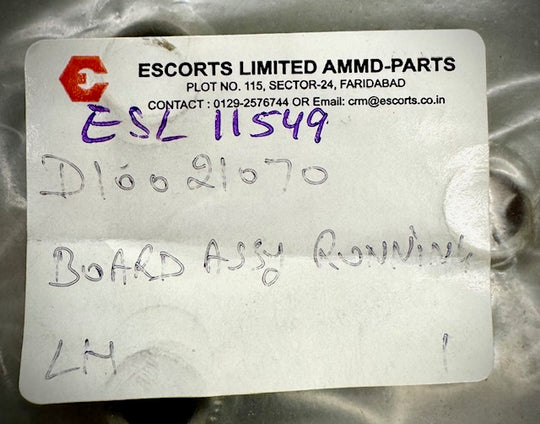 ESCORTS LIMITED AMMD-PARTS
PLOT NO. 115, SECTOR-24, FARIDABAD
CONTACT : 0129-2576744 OR Email: crm@escorts.co.in
ESL 11549
D16021070
BOARD ASSY RUNNING
LH 1